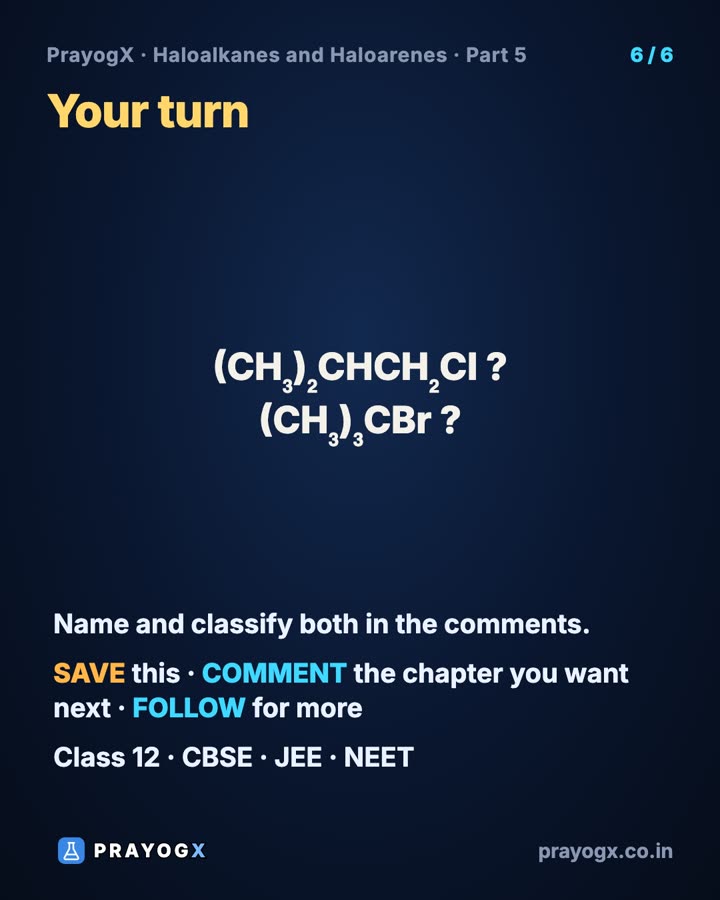 PrayogX · Haloalkanes and Haloarenes · Part 5
6 / 6
Your turn
(CH₃)₂CHCH₂Cl ?
(CH₃)₃CBr ?
Name and classify both in the comments.
SAVE this · COMMENT the chapter you want
next · FOLLOW for more
Class 12 · CBSE · JEE · NEET
PRAYOGX
prayogx.co.in